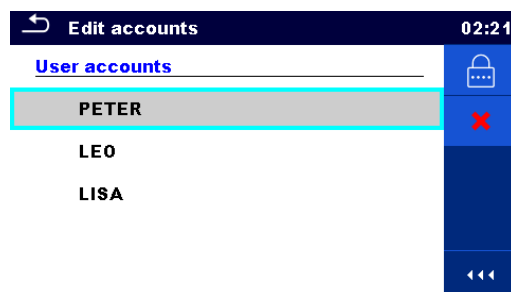 Edit accounts 02:21
User accounts
PETER
LEO
LISA